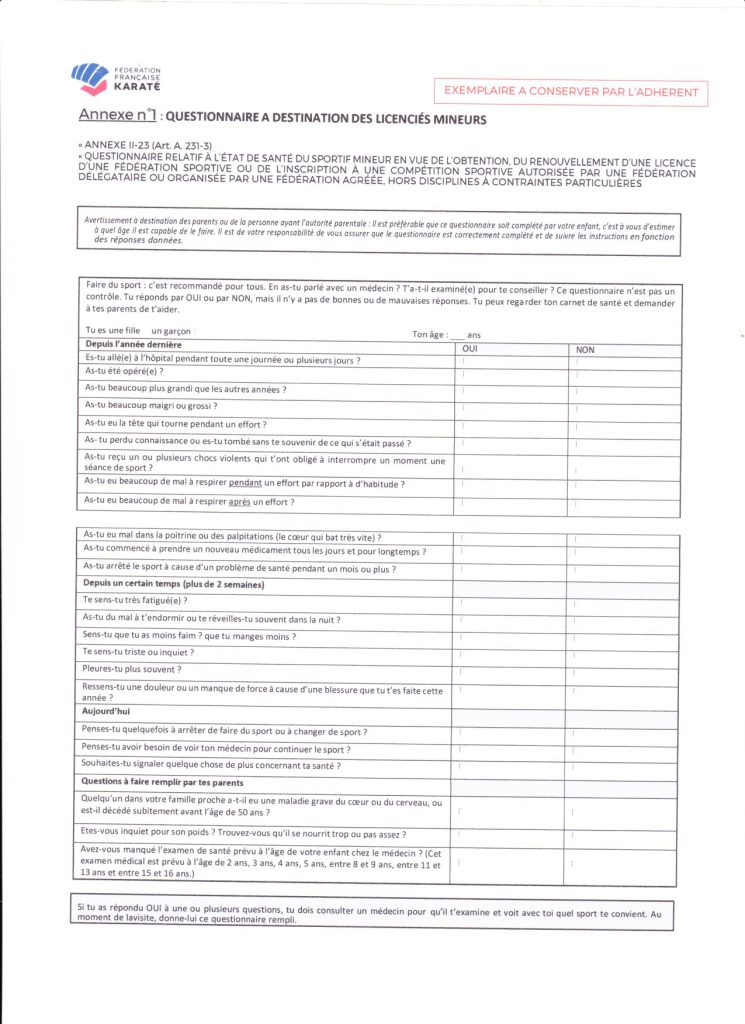 FÉDÉRATION
FRANÇAISE
KARATÉ
EXEMPLAIRE A CONSERVER PAR L'ADHERENT
Annexe n°1 : QUESTIONNAIRE A DESTINATION DES LICENCIÉS MINEURS
« ANNEXE II-23 (Art. A. 231-3)
« QUESTIONNAIRE RELATIF À L'ÉTAT DE SANTÉ DU SPORTIF MINEUR EN VUE DE L'OBTENTION, DU RENOUVELLEMENT D'UNE LICENCE
D'UNE FÉDÉRATION SPORTIVE OU DE L'INSCRIPTION À UNE COMPÉTITION SPORTIVE AUTORISÉE PAR UNE FÉDÉRATION
DÉLÉGATAIRE OU ORGANISÉE PAR UNE FÉDÉRATION AGRÉÉE, HORS DISCIPLINES À CONTRAINTES PARTICULIÈRES
Avertissement à destination des parents ou de la personne ayant l'autorité parentale : Il est préférable que ce questionnaire soit complété par votre enfant, c'est à vous d'estimer
à quel âge il est capable de le faire. Il est de votre responsabilité de vous assurer que le questionnaire est correctement complété et de suivre les instructions en fonction
des réponses données.
Faire du sport : c'est recommandé pour tous. En as-tu parlé avec un médecin ? T'a-t-il examiné(e) pour te conseiller ? Ce questionnaire n'est pas un
contrôle. Tu réponds par OUI ou par NON, mais il n'y a pas de bonnes ou de mauvaises réponses. Tu peux regarder ton carnet de santé et demander
à tes parents de t'aider.
Tu es une fille un garçon Ton âge : ___ ans
Depuis l'année dernière OUI NON
Es-tu allé(e) à l'hôpital pendant toute une journée ou plusieurs jours ?
As-tu été opéré(e) ?
As-tu beaucoup plus grandi que les autres années ?
As-tu beaucoup maigri ou grossi ?
As-tu eu la tête qui tourne pendant un effort ?
As- tu perdu connaissance ou es-tu tombé sans te souvenir de ce qui s'était passé ?
As-tu reçu un ou plusieurs chocs violents qui t'ont obligé à interrompre un moment une
séance de sport ?
As-tu eu beaucoup de mal à respirer pendant un effort par rapport à d'habitude ?
As-tu eu beaucoup de mal à respirer après un effort ?
As-tu eu mal dans la poitrine ou des palpitations (le cœur qui bat très vite) ?
As-tu commencé à prendre un nouveau médicament tous les jours et pour longtemps ?
As-tu arrêté le sport à cause d'un problème de santé pendant un mois ou plus ?
Depuis un certain temps (plus de 2 semaines)
Te sens-tu très fatigué(e) ?
As-tu du mal à t'endormir ou te réveilles-tu souvent dans la nuit ?
Sens-tu que tu as moins faim ? que tu manges moins ?
Te sens-tu triste ou inquiet ?
Pleures-tu plus souvent ?
Ressens-tu une douleur ou un manque de force à cause d'une blessure que tu t'es faite cette
année ?
Aujourd'hui
Penses-tu quelquefois à arrêter de faire du sport ou à changer de sport ?
Penses-tu avoir besoin de voir ton médecin pour continuer le sport ?
Souhaites-tu signaler quelque chose de plus concernant ta santé ?
Questions à faire remplir par tes parents
Quelqu'un dans votre famille proche a-t-il eu une maladie grave du cœur ou du cerveau, ou
est-il décédé subitement avant l'âge de 50 ans ?
Etes-vous inquiet pour son poids ? Trouvez-vous qu'il se nourrit trop ou pas assez ?
Avez-vous manqué l'examen de santé prévu à l'âge de votre enfant chez le médecin ? (Cet
examen médical est prévu à l'âge de 2 ans, 3 ans, 4 ans, 5 ans, entre 8 et 9 ans, entre 11 et
13 ans et entre 15 et 16 ans.)
Si tu as répondu OUI à une ou plusieurs questions, tu dois consulter un médecin pour qu'il t'examine et voit avec toi quel sport te convient. Au
moment de lavisite, donne-lui ce questionnaire rempli.